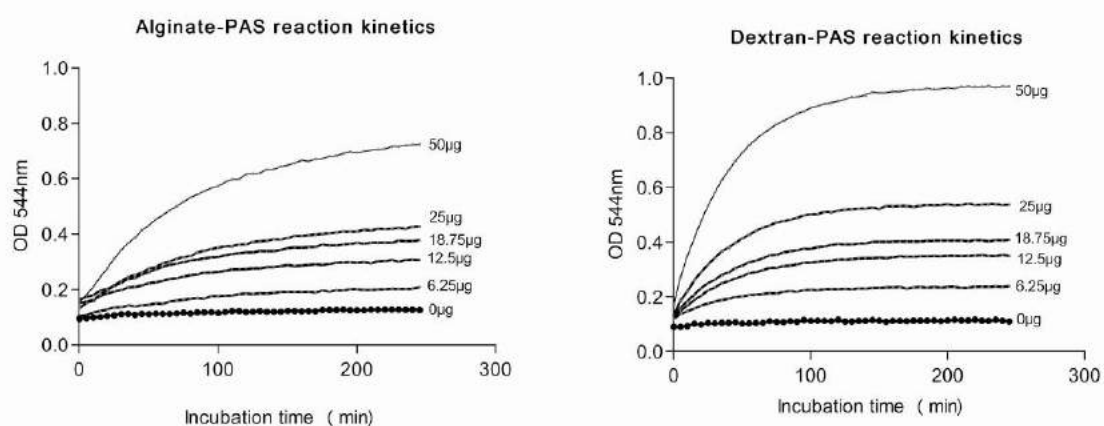 Alginate-PAS reaction kinetics
1.0
0.8
0.6
0.4
0.2
0.0
OD 544nm
50µg
25µg
18.75µg
12.5µg
6.25µg
0µg
0
100
200
300
Incubation time ( min)
Dextran-PAS reaction kinetics
1.0
0.8
0.6
0.4
0.2
0.0
OD 544nm
50µg
25µg
18.75µg
12.5µg
6.25µg
0µg
0
100
200
300
Incubation time ( min)